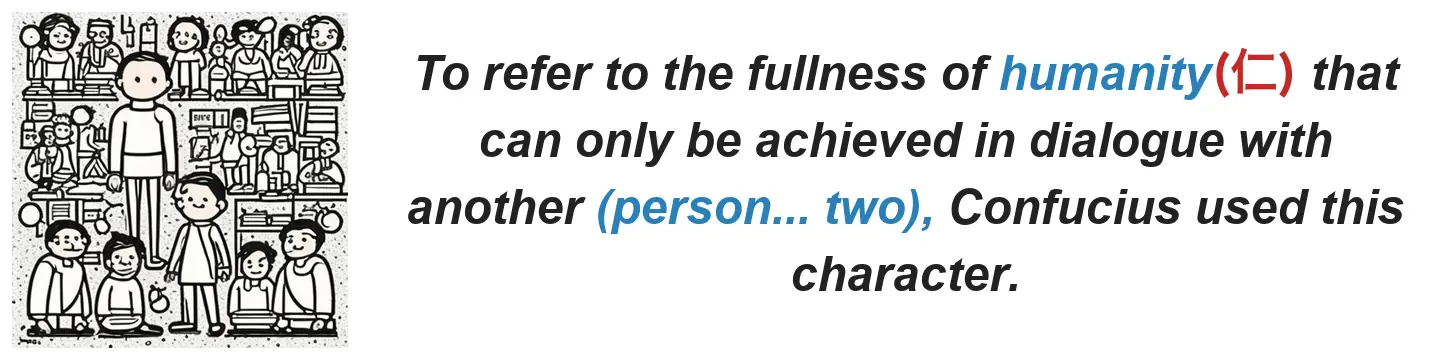 To refer to the fullness of humanity(仁) that
can only be achieved in dialogue with
another (person... two), Confucius used this
character.